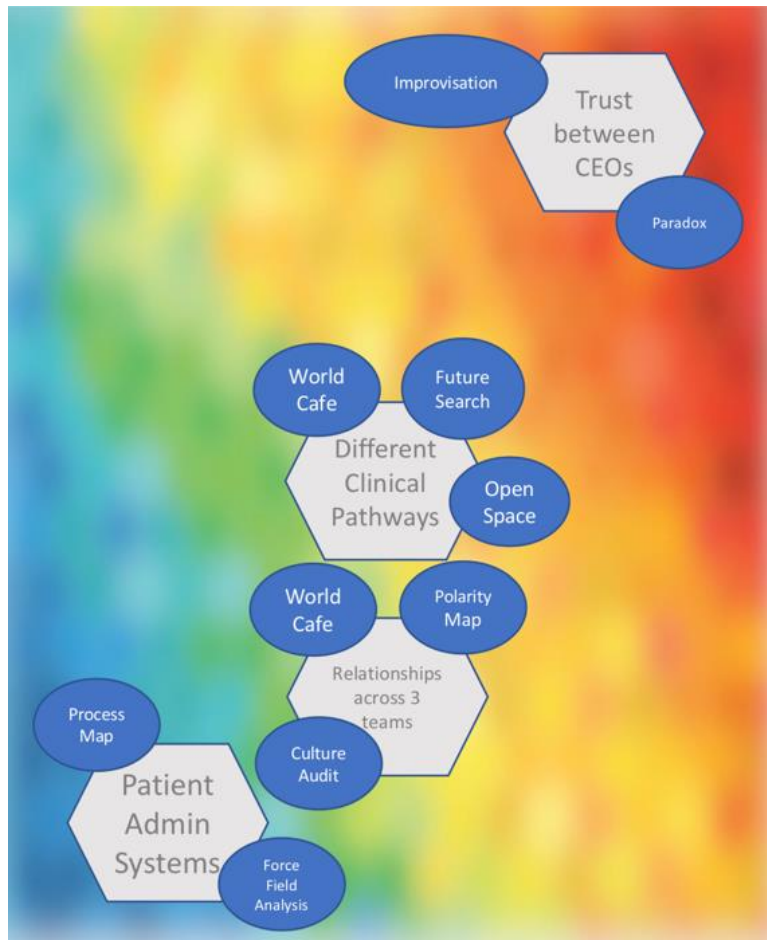 Improvisation
Trust
between
CEOs
Paradox
World
Cafe
Future
Search
Different
Clinical
Pathways
Open
Space
World
Cafe
Polarity
Map
Relationships
across 3
teams
Culture
Audit
Process
Map
Patient
Admin
Systems
Force
Field
Analysis